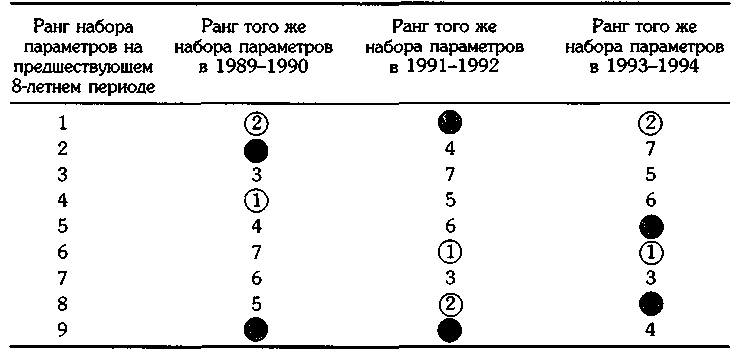 Ранг набора Ранг того же Ранг того же Ранг того же
параметров на набора параметров набора параметров набора параметров
предшествующем в 1989–1990 в 1991–1992 в 1993–1994
8-летнем периоде
1 2 2
2 4 7
3 3 7 5
4 1 5 6
5 4 6
6 7 1 1
7 6 3 3
8 5 2
9 4